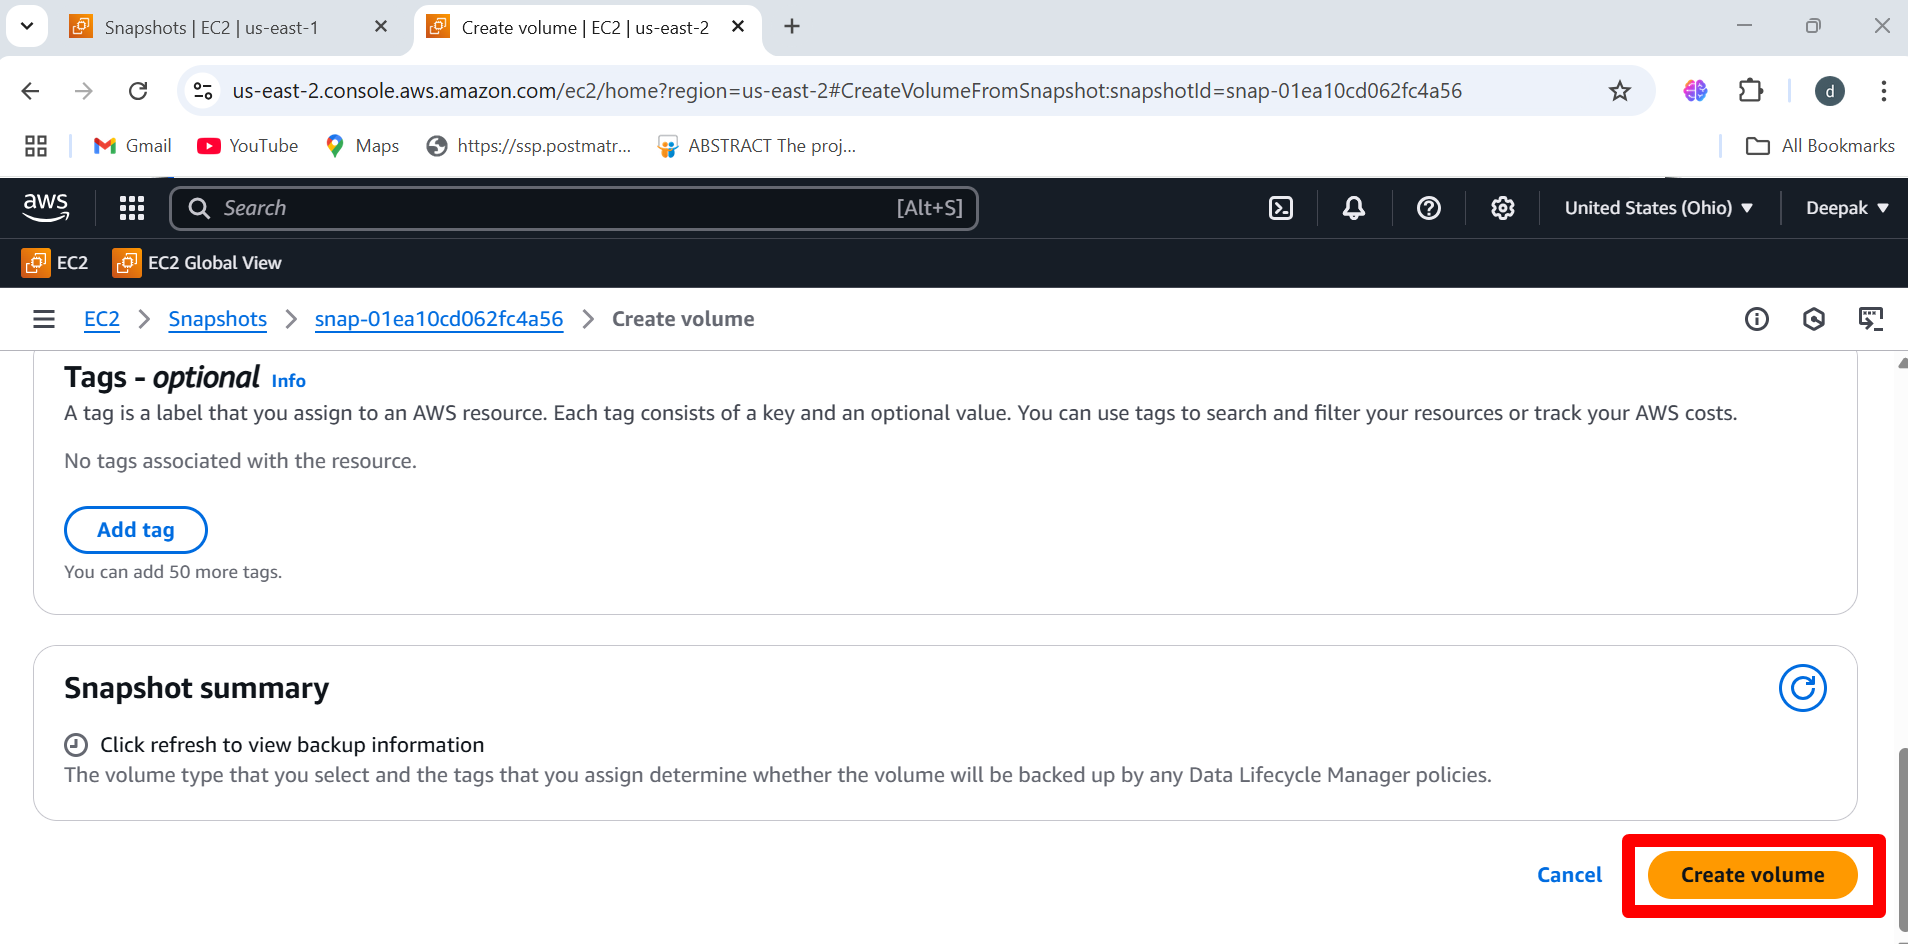 Snapshots | EC2 | us-east-1
Create volume | EC2 | us-east-2
us-east-2.console.aws.amazon.com/ec2/home?region=us-east-2#CreateVolumeFromSnapshot:snapshotId=snap-01ea10cd062fc4a56
d
Gmail
YouTube
Maps
https://ssp.postmatr...
ABSTRACT The proj...
All Bookmarks
aws
Search
[Alt+S]
United States (Ohio)
Deepak
EC2
EC2 Global View
EC2
Snapshots
snap-01ea10cd062fc4a56
Create volume
Tags - optional Info
A tag is a label that you assign to an AWS resource. Each tag consists of a key and an optional value. You can use tags to search and filter your resources or track your AWS costs.
No tags associated with the resource.
Add tag
You can add 50 more tags.
Snapshot summary
Click refresh to view backup information
The volume type that you select and the tags that you assign determine whether the volume will be backed up by any Data Lifecycle Manager policies.
Cancel
Create volume